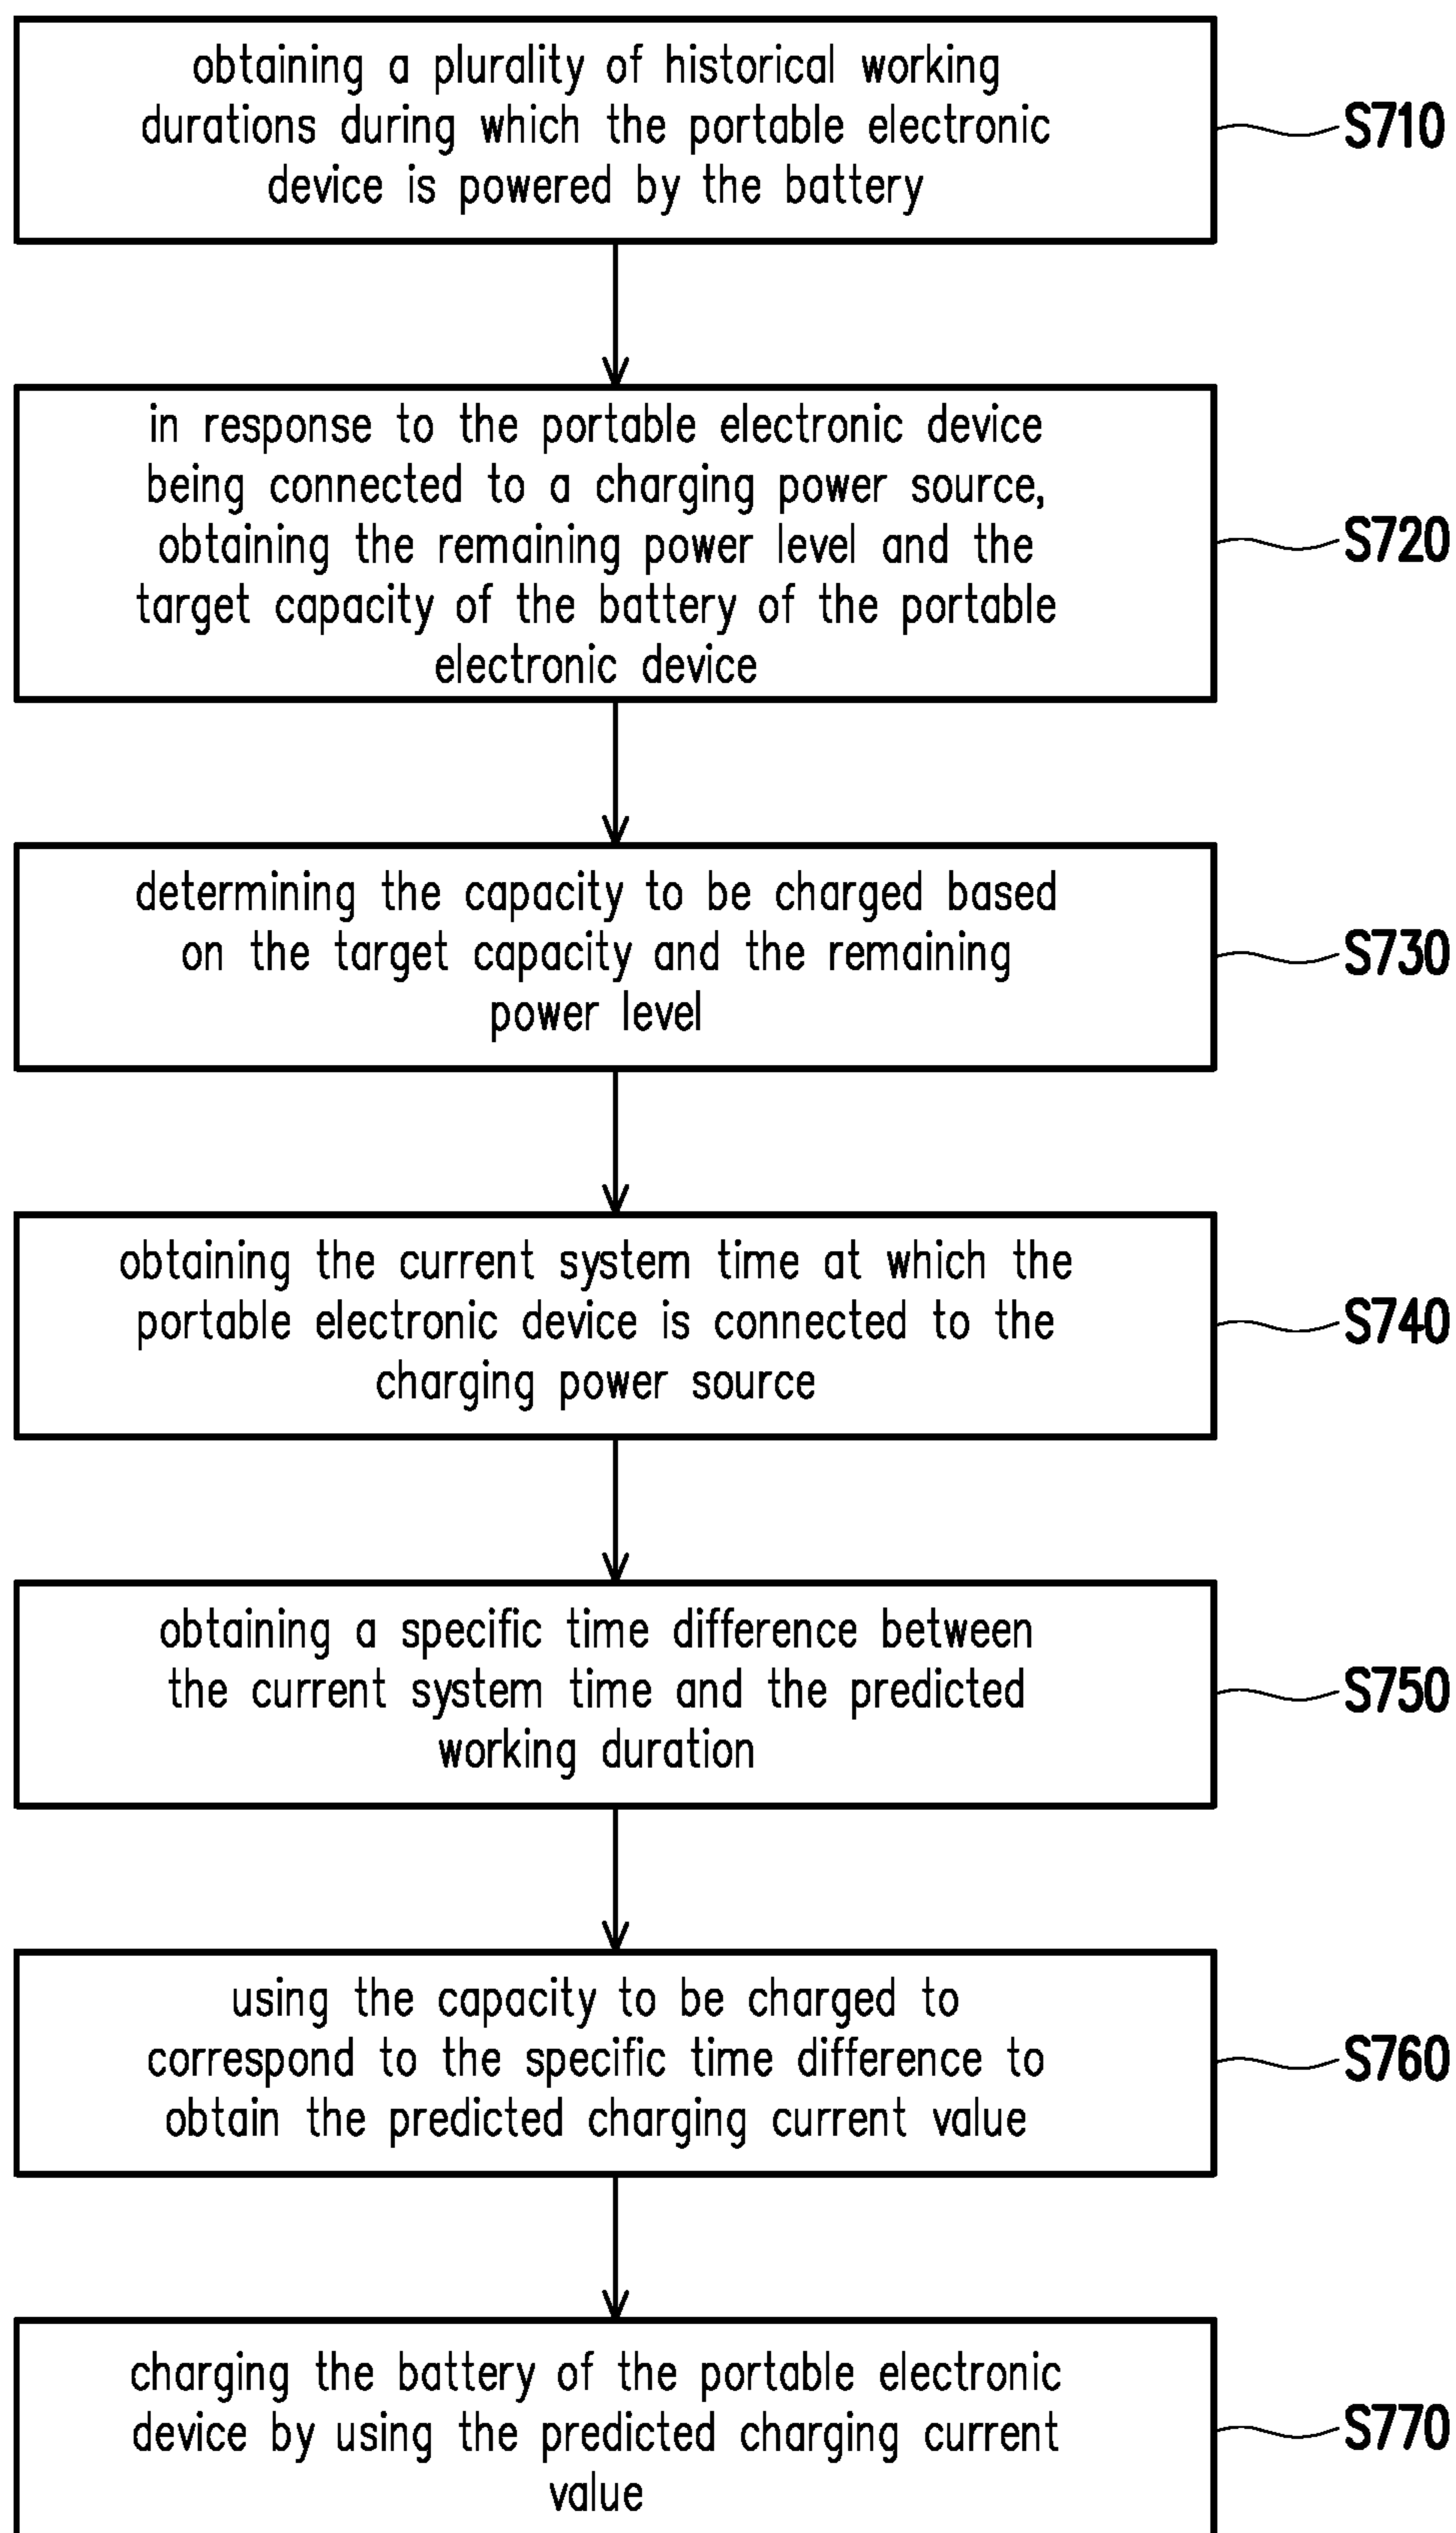 obtaining a plurality of historical working
durations during which the portable electronic
device is powered by the battery
S710
in response to the portable electronic device
being connected to a charging power source,
obtaining the remaining power level and the
target capacity of the battery of the portable
electronic device
S720
determining the capacity to be charged based
on the target capacity and the remaining
power level
S730
obtaining the current system time at which the
portable electronic device is connected to the
charging power source
S740
obtaining a specific time difference between
the current system time and the predicted
working duration
S750
using the capacity to be charged to
correspond to the specific time difference to
obtain the predicted charging current value
S760
charging the battery of the portable electronic
device by using the predicted charging current
value
S770